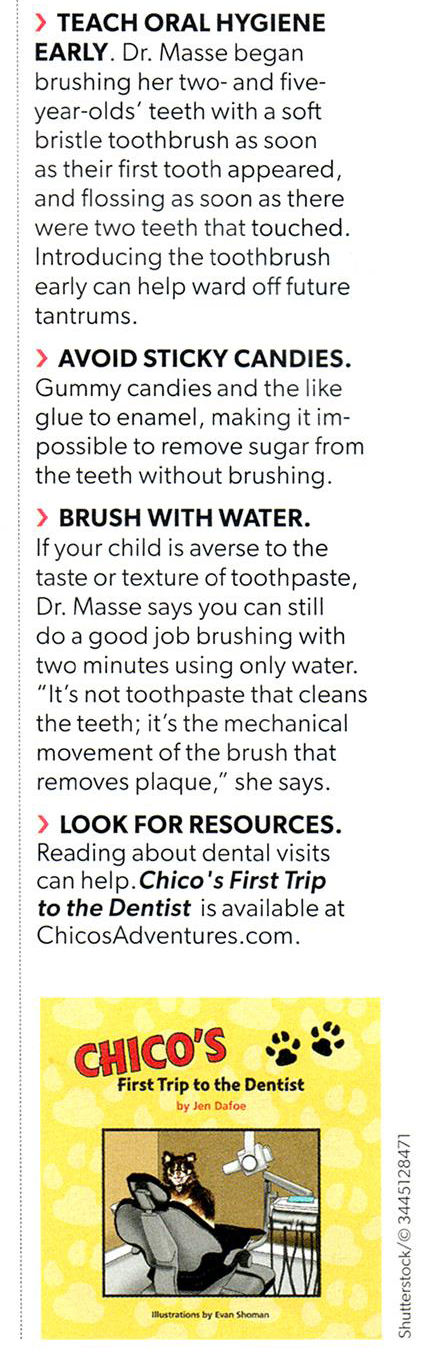 › TEACH ORAL HYGIENE
EARLY. Dr. Masse began
brushing her two- and five-
year-olds’ teeth with a soft
bristle toothbrush as soon
as their first tooth appeared,
and flossing as soon as there
were two teeth that touched.
Introducing the toothbrush
early can help ward off future
tantrums.
› AVOID STICKY CANDIES.
Gummy candies and the like
glue to enamel, making it im-
possible to remove sugar from
the teeth without brushing.
› BRUSH WITH WATER.
If your child is averse to the
taste or texture of toothpaste,
Dr. Masse says you can still
do a good job brushing with
two minutes using only water.
“It’s not toothpaste that cleans
the teeth; it’s the mechanical
movement of the brush that
removes plaque,” she says.
› LOOK FOR RESOURCES.
Reading about dental visits
can help. Chico's First Trip
to the Dentist is available at
ChicosAdventures.com.
CHICO'S
First Trip to the Dentist
by Jen Dafoe
Illustrations by Evan Shoman
Shutterstock/© 3445128471